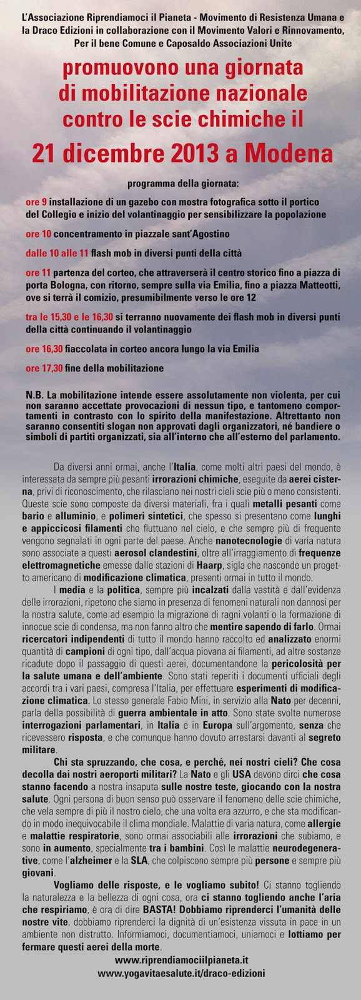 L'Associazione Riprendiamoci il Pianeta - Movimento di Resistenza Umana e
la Draco Edizioni in collaborazione con il Movimento Valori e Rinnovamento,
Per il bene Comune e Caposaldo Associazioni Unite
promuovono una giornata
di mobilitazione nazionale
contro le scie chimiche il
21 dicembre 2013 a Modena
programma della giornata:
ore 9 installazione di un gazebo con mostra fotografica sotto il portico
del Collegio e inizio del volantinaggio per sensibilizzare la popolazione
ore 10 concentramento in piazzale sant'Agostino
dalle 10 alle 11 flash mob in diversi punti della città
ore 11 partenza del corteo, che attraverserà il centro storico fino a piazza di
porta Bologna, con ritorno, sempre sulla via Emilia, fino a piazza Matteotti,
ove si terrà il comizio, presumibilmente verso le ore 12
tra le 15,30 e le 16,30 si terranno nuovamente dei flash mob in diversi punti
della città continuando il volantinaggio
ore 16,30 fiaccolata in corteo ancora lungo la via Emilia
ore 17,30 fine della mobilitazione
N.B. La mobilitazione intende essere assolutamente non violenta, per cui
non saranno accettate provocazioni di nessun tipo, e tantomeno compor-
tamenti in contrasto con lo spirito della manifestazione. Altrettanto non
saranno consentiti slogan non approvati dagli organizzatori, né bandiere o
simboli di partiti organizzati, sia all'interno che all'esterno del parlamento.
Da diversi anni ormai, anche l'Italia, come molti altri paesi del mondo, è
interessata da sempre più pesanti irrorazioni chimiche, eseguite da aerei cister-
na, privi di riconoscimento, che rilasciano nei nostri cieli scie più o meno consistenti.
Queste scie sono composte da diversi materiali, fra i quali metalli pesanti come
bario e alluminio, e polimeri sintetici, che spesso si presentano come lunghi
e appiccicosi filamenti che fluttuano nel cielo, e che sempre più di frequente
vengono segnalati in ogni parte del paese. Anche nanotecnologie di varia natura
sono associate a questi aerosol clandestini, oltre all'irraggiamento di frequenze
elettromagnetiche emesse dalle stazioni di Haarp, sigla che nasconde un proget-
to americano di modificazione climatica, presenti ormai in tutto il mondo.
I media e la politica, sempre più incalzati dalla vastità e dall'evidenza
delle irrorazioni, ripetono che siamo in presenza di fenomeni naturali non dannosi per
la nostra salute, come ad esempio la migrazione di ragni volanti o la formazione di
innocue scie di condensa, ma non fanno altro che mentire sapendo di farlo. Ormai
ricercatori indipendenti di tutto il mondo hanno raccolto ed analizzato enormi
quantità di campioni di ogni tipo, dall'acqua piovana ai filamenti, ad altre sostanze
ricadute dopo il passaggio di questi aerei, documentandone la pericolosità per
la salute umana e dell'ambiente. Sono stati reperiti i documenti ufficiali degli
accordi tra i vari paesi, compresa l'Italia, per effettuare esperimenti di modifica-
zione climatica. Lo stesso generale Fabio Mini, in servizio alla Nato per decenni,
parla della possibilità di guerra ambientale in atto. Sono state svolte numerose
interrogazioni parlamentari, in Italia e in Europa sull'argomento, senza che
ricevessero risposta, e che comunque hanno dovuto arrestarsi davanti al segreto
militare.
Chi sta spruzzando, che cosa, e perché, nei nostri cieli? Che cosa
decolla dai nostri aeroporti militari? La Nato e gli USA devono dirci che cosa
stanno facendo a nostra insaputa sulle nostre teste, giocando con la nostra
salute. Ogni persona di buon senso può osservare il fenomeno delle scie chimiche,
che vela sempre di più il nostro cielo, che una volta era azzurro, e che sta modifican-
do in modo inequivocabile il clima mondiale. Malattie di varia natura, come allergie
e malattie respiratorie, sono ormai associabili alle irrorazioni che subiamo, e
sono in aumento, specialmente tra i bambini. Così le malattie neurodegenera-
tive, come l'alzheimer e la SLA, che colpiscono sempre più persone e sempre più
giovani.
Vogliamo delle risposte, e le vogliamo subito! Ci stanno togliendo
la naturalezza e la bellezza di ogni cosa, ora ci stanno togliendo anche l'aria
che respiriamo, è ora di dire BASTA! Dobbiamo riprenderci l'umanità delle
nostre vite, dobbiamo riprenderci la dignità di un'esistenza vissuta in pace in un
ambiente non distrutto. Informiamoci, documentiamoci, uniamoci e lottiamo per
fermare questi aerei della morte.
www.riprendiamociilpianeta.it
www.yogavitaesalute.it/draco-edizioni